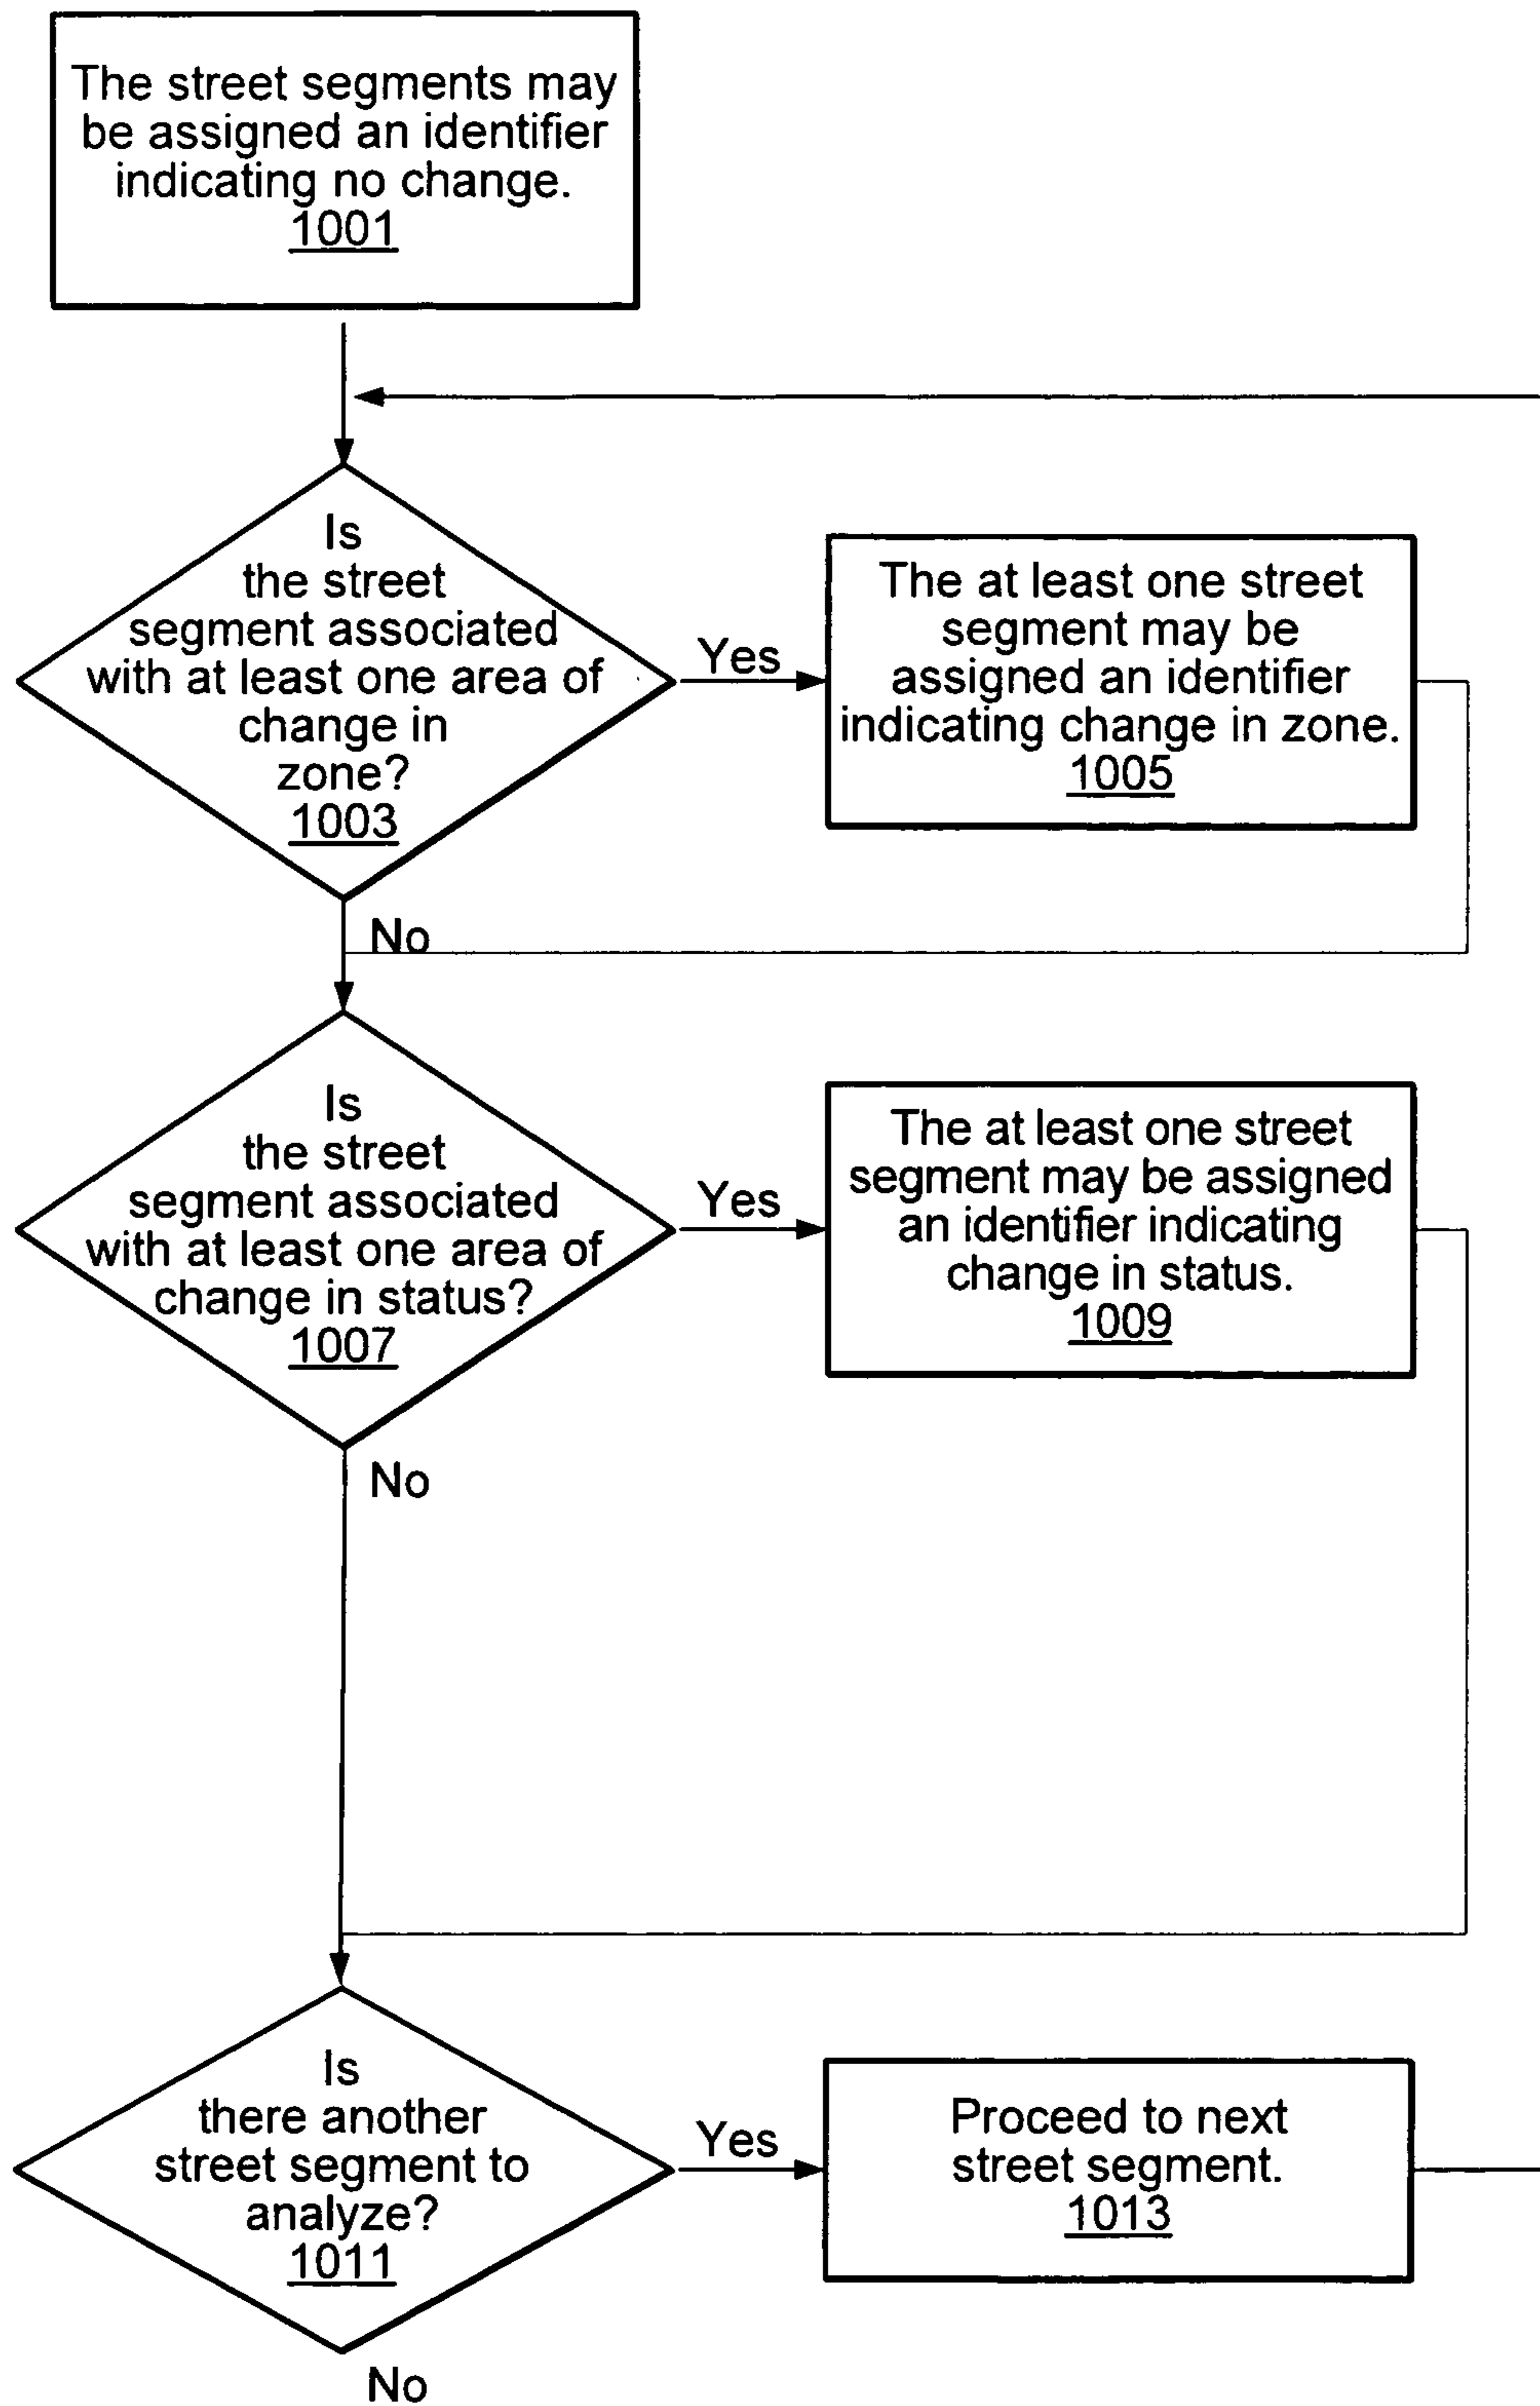 The street segments may
be assigned an identifier
indicating no change.
1001
Is
the street
segment associated
with at least one area of
change in
zone?
1003
Yes
The at least one street
segment may be
assigned an identifier
indicating change in zone.
1005
No
Is
the street
segment associated
with at least one area of
change in status?
1007
Yes
The at least one street
segment may be assigned
an identifier indicating
change in status.
1009
No
Is
there another
street segment to
analyze?
1011
Yes
Proceed to next
street segment.
1013
No